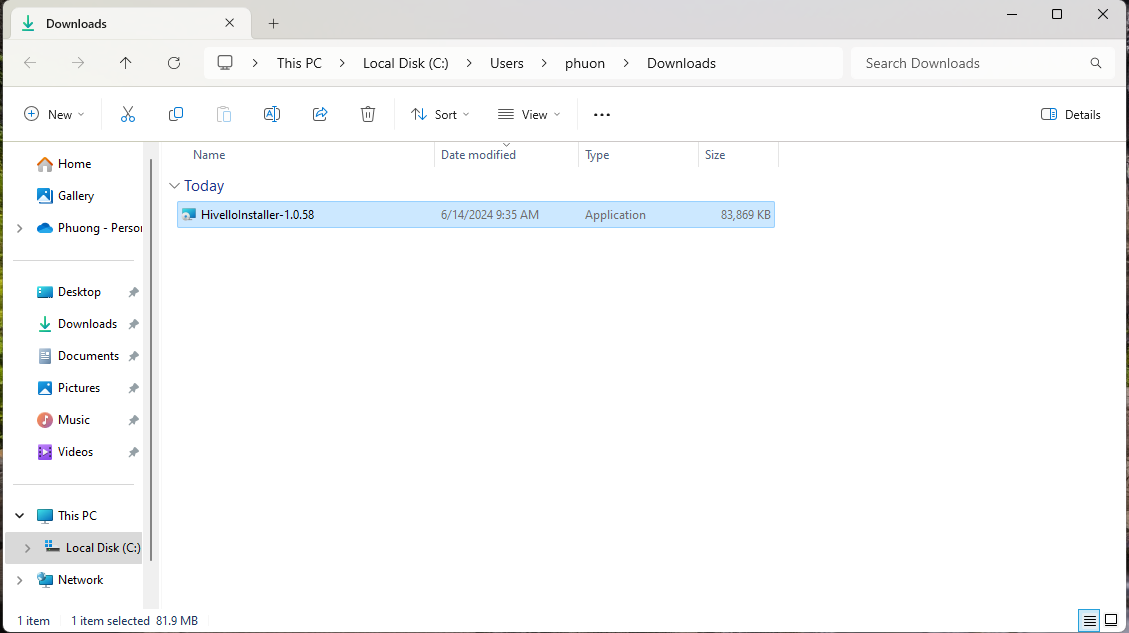 Downloads
This PC Local Disk (C:) Users phuon Downloads
Search Downloads
New Sort View ... Details
Home
Gallery
Phuong - Person
Desktop
Downloads
Documents
Pictures
Music
Videos
This PC
Local Disk (C:)
Network
Name Date modified Type Size
Today
HivelloInstaller-1.0.58 6/14/2024 9:35 AM Application 83,869 KB
1 item 1 item selected 81.9 MB